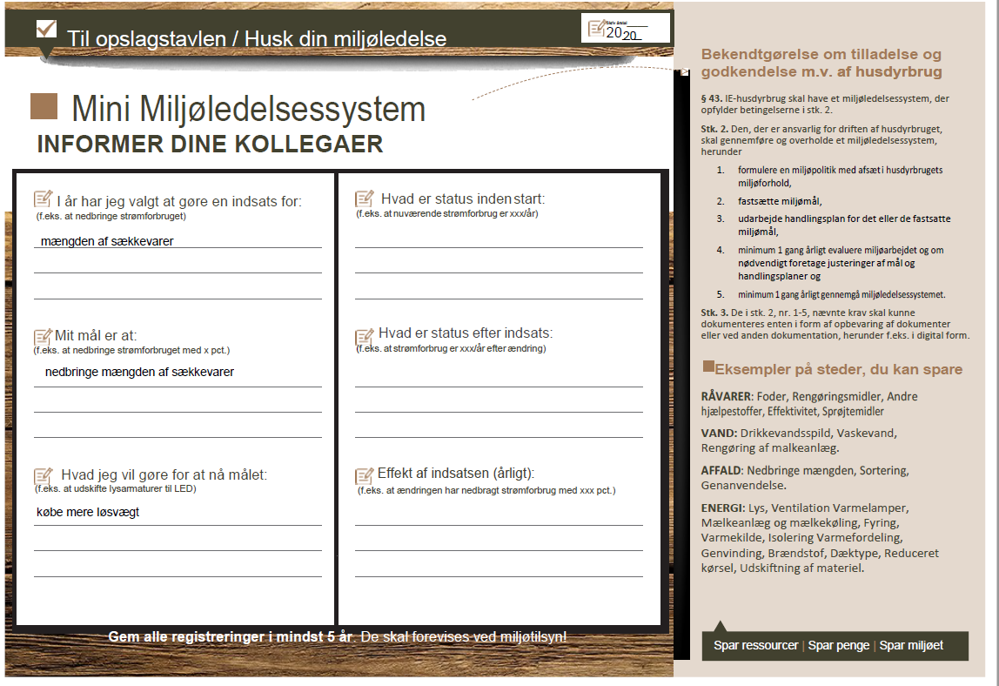 Til opslagstavlen / Husk din miljøledelse
Skriv årstal
2020
Mini Miljøledelsessystem
INFORMER DINE KOLLEGAER
I år har jeg valgt at gøre en indsats for:
(f.eks. at nedbringe strømforbruget)
mængden af sækkevarer
Mit mål er at:
(f.eks. at nedbringe strømforbruget med x pct.)
nedbringe mængden af sækkevarer
Hvad jeg vil gøre for at nå målet:
(f.eks. at udskifte lysarmaturer til LED)
købe mere løsvægt
Hvad er status inden start:
(f.eks. at nuværende strømforbrug er xxx/år)
Hvad er status efter indsats:
(f.eks. at strømforbrug er xxx/år efter ændring)
Effekt af indsatsen (årligt):
(f.eks. at ændringen har nedbragt strømforbrug med xxx pct.)
Gem alle registreringer i mindst 5 år. De skal forevises ved miljøtilsyn!
Bekendtgørelse om tilladelse og
godkendelse m.v. af husdyrbrug
§ 43. IE-husdyrbrug skal have et miljøledelsessystem, der
opfylder betingelserne i stk. 2.
Stk. 2. Den, der er ansvarlig for driften af husdyrbruget,
skal gennemføre og overholde et miljøledelsessystem,
herunder
1. formulere en miljøpolitik med afsæt i husdyrbrugets
miljøforhold,
2. fastsætte miljømål,
3. udarbejde handlingsplan for det eller de fastsatte
miljømål,
4. minimum 1 gang årligt evaluere miljøarbejdet og om
nødvendigt foretage justeringer af mål og
handlingsplaner og
5. minimum 1 gang årligt gennemgå miljøledelsessystemet.
Stk. 3. De i stk. 2, nr. 1-5, nævnte krav skal kunne
dokumenteres enten i form af opbevaring af dokumenter
eller ved anden dokumentation, herunder f.eks. i digital form.
Eksempler på steder, du kan spare
RÅVARER: Foder, Rengøringsmidler, Andre
hjælpestoffer, Effektivitet, Sprøjtemidler
VAND: Drikkevandsspild, Vaskevand,
Rengøring af malkeanlæg.
AFFALD: Nedbringe mængden, Sortering,
Genanvendelse.
ENERGI: Lys, Ventilation Varmelamper,
Mælkeanlæg og mælkekøling, Fyring,
Varmekilde, Isolering Varmefordeling,
Genvinding, Brændstof, Dæktype, Reduceret
kørsel, Udskiftning af materiel.
Spar ressourcer | Spar penge | Spar miljøet